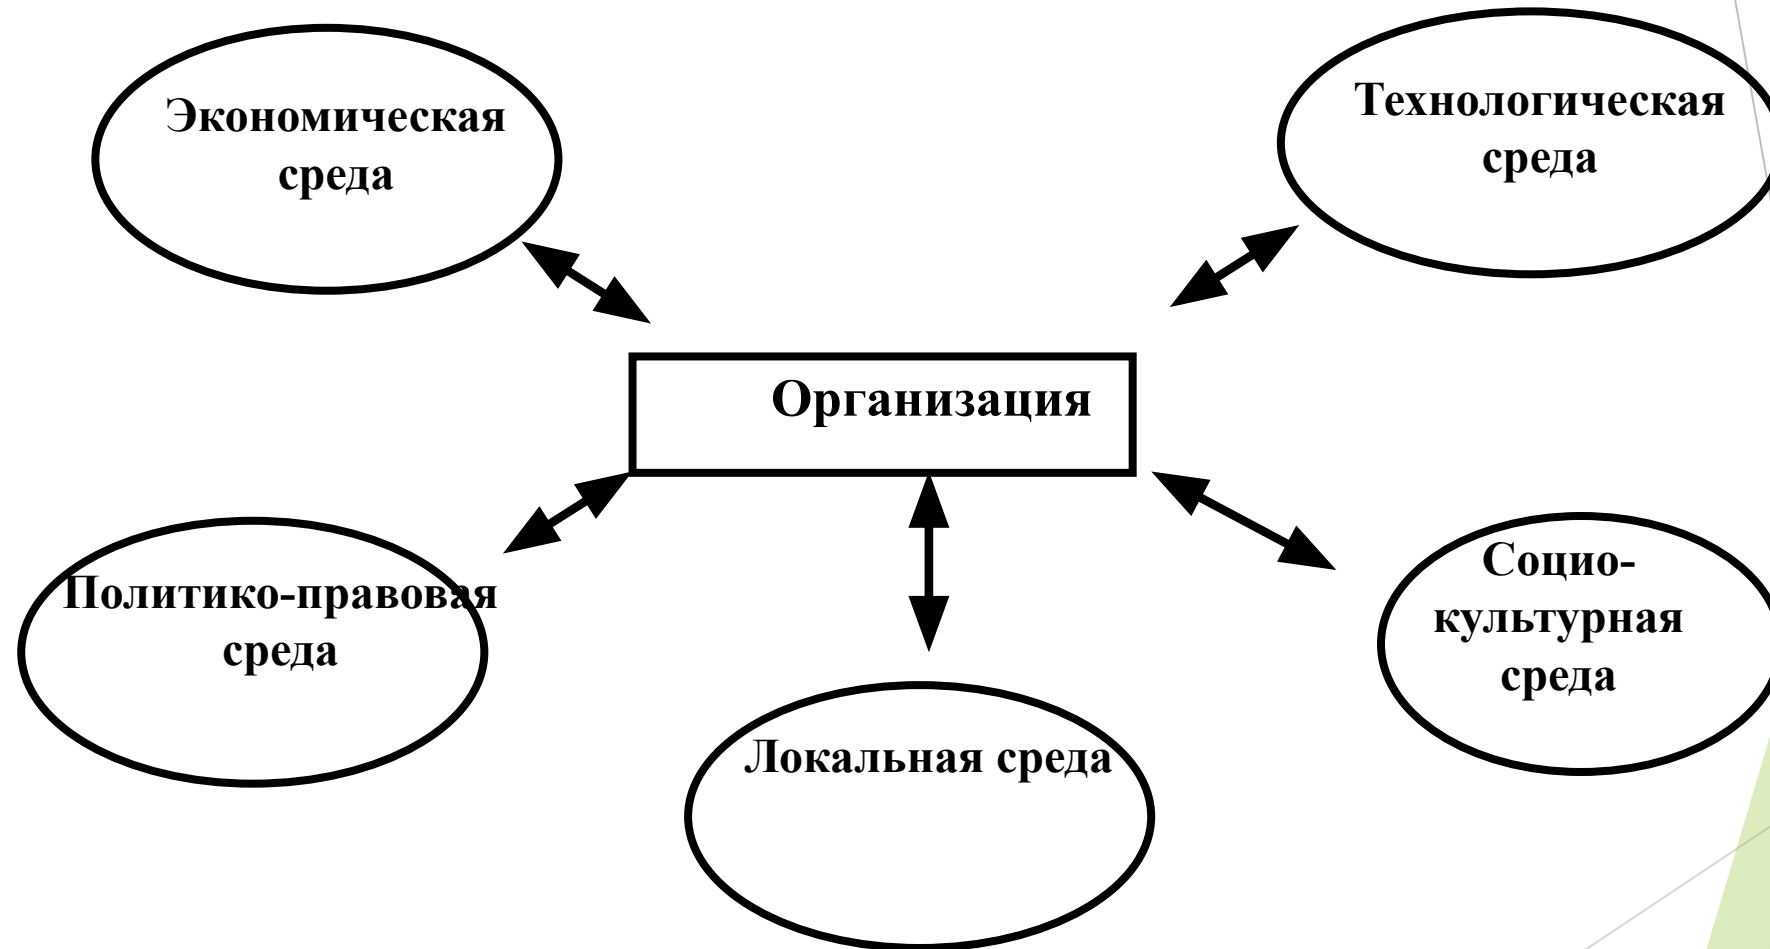 Экономическая
среда
Технологическая
среда
Организация
Политико-правовая
среда
Социо-
культурная
среда
Локальная среда